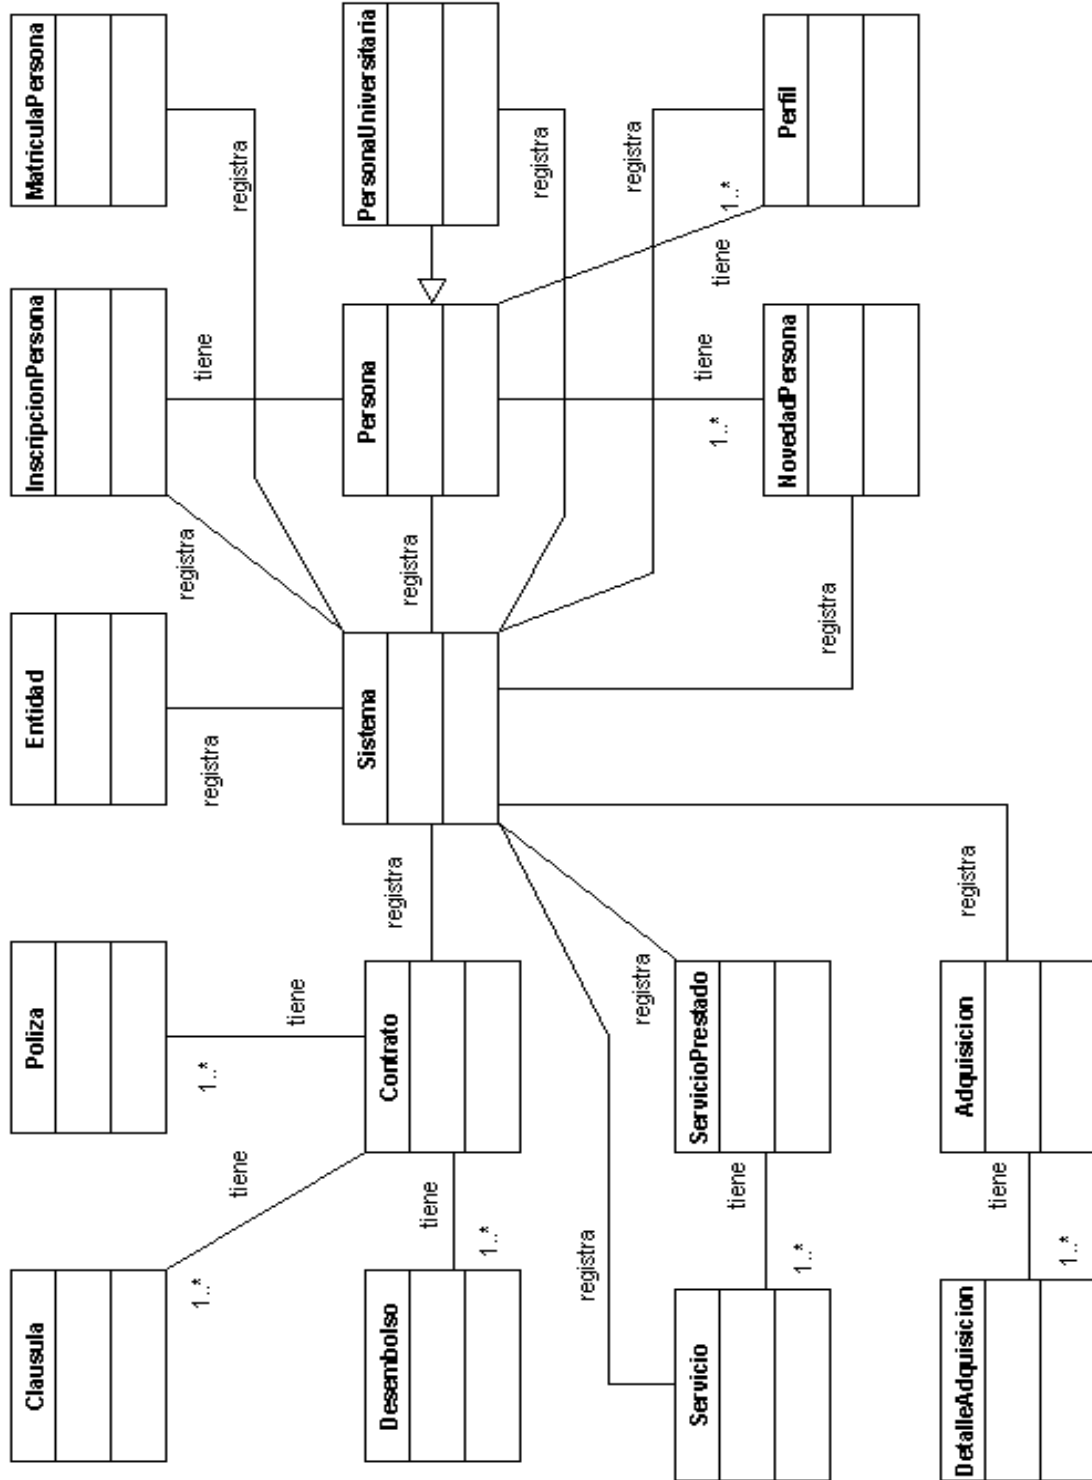 Clausula
Poliza
Entidad
InscripcionPersona
MatriculaPersona
1..*
tiene
1..*
tiene
registra
registra
tiene
registra
Desembolso
Contrato
Sistema
Persona
PersonaUniversitaria
1..*
tiene
registra
registra
registra
registra
registra
registra
Servicio
ServicioPrestado
1..*
tiene
1..*
tiene
tiene
1..*
NovedadPersona
Perfil
registra
DetalleAdquisicion
Adquisicion
registra
1..*
tiene